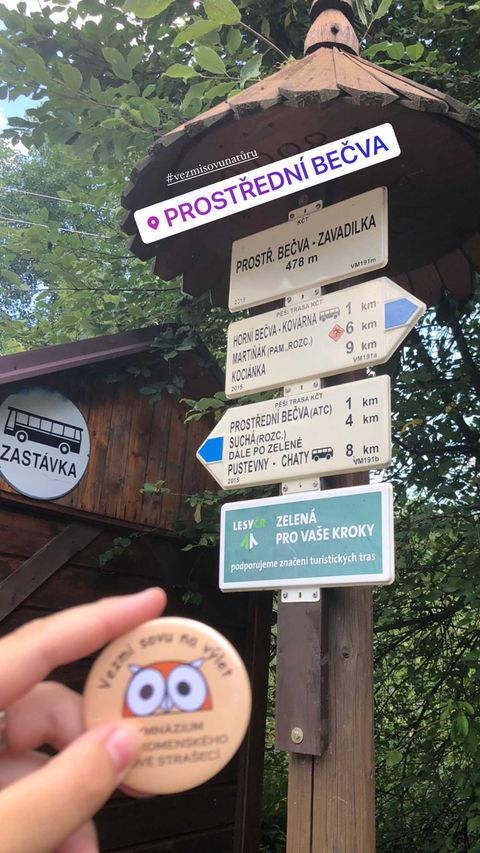 #vezmisovunatůru
PROSTŘEDNÍ BEČVA
KČT
PROSTŘ. BEČVA - ZAVADILKA
478 m
2015 VM191m
PĚŠÍ TRASA KČT
HORNÍ BEČVA - KOVÁRNA 1 km
MARTIŇÁK (PAM.,ROZC.) 6 km
KOCIÁNKA 9 km
2015 VM191a
PĚŠÍ TRASA KČT
PROSTŘEDNÍ BEČVA (ATC) 1 km
SUCHÁ (ROZC.) 4 km
DÁLE PO ZELENÉ
PUSTEVNY - CHATY 8 km
2015 VM191b
LESY ČR ZELENÁ
PRO VAŠE KROKY
podporujeme značení turistických tras
ZASTÁVKA
Vezmi sovu na výlet
KOMENSKÉHO
STRAŠECÍ